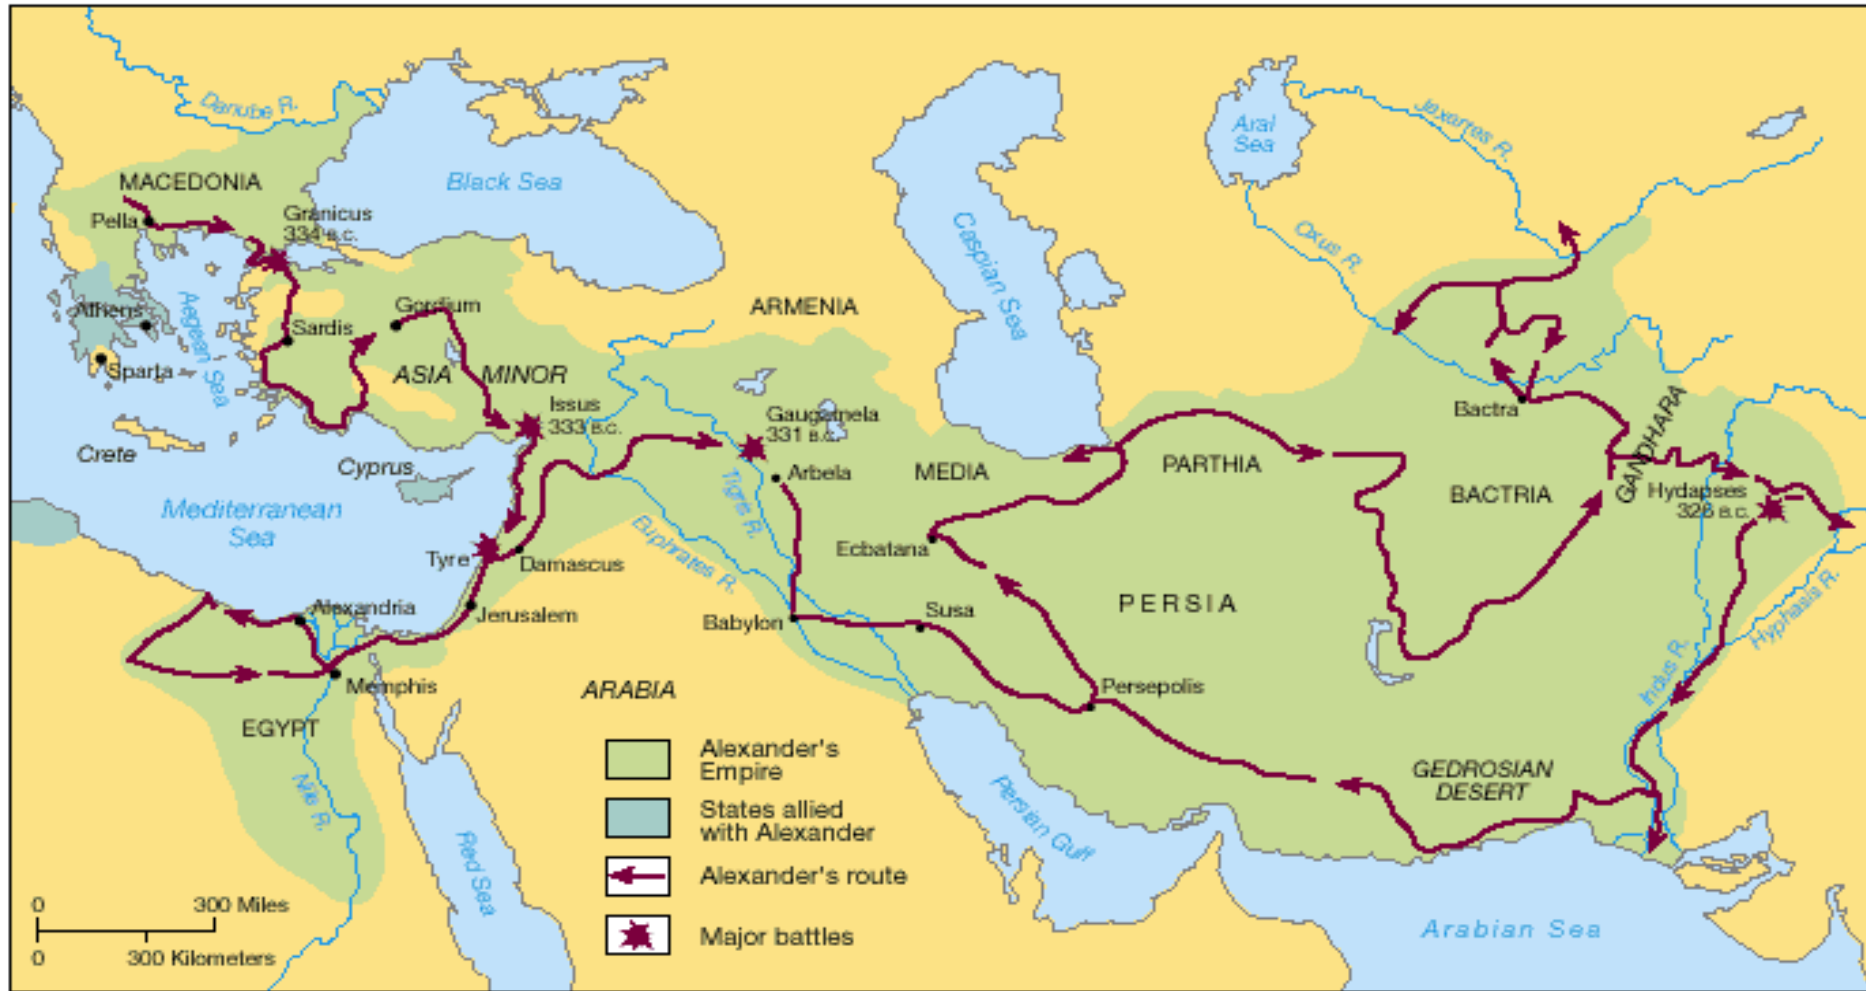 Danube R.
MACEDONIA
Pella
Granicus
334 B.C.
Black Sea
Aral
Sea
Jaxartes R.
Oxus R.
Caspian Sea
Athens
Aegean Sea
Sparta
Sardis
Gordium
ASIA MINOR
ARMENIA
Issus
333 B.C.
Gaugamela
331 B.C.
Arbela
Tigris R.
Euphrates R.
MEDIA
PARTHIA
Bactra
BACTRIA
GANDHARA
Hydapses
326 B.C.
Crete
Cyprus
Mediterranean
Sea
Tyre
Damascus
Jerusalem
Alexandria
Memphis
EGYPT
Nile R.
Red Sea
ARABIA
Babylon
Susa
Ecbatana
PERSIA
Persepolis
Persian Gulf
GEDROSIAN
DESERT
Indus R.
Hyphasis R.
Arabian Sea
Alexander's
Empire
States allied
with Alexander
Alexander's route
Major battles
0 300 Miles
0 300 Kilometers